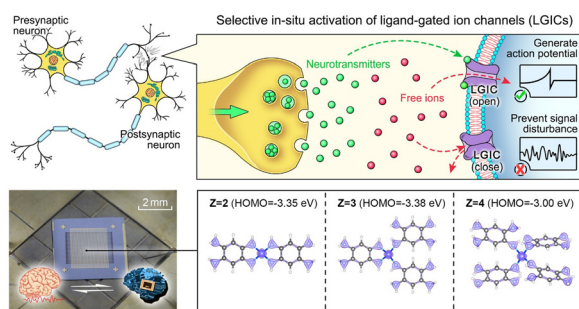 Presynaptic
neuron
Postsynaptic
neuron
Selective in-situ activation of ligand-gated ion channels (LGICs)
Neurotransmitters
Free ions
LGIC
(open)
LGIC
(close)
Generate
action potential
Prevent signal
disturbance
2 mm
Z=2 (HOMO=-3.35 eV)
Z=3 (HOMO=-3.38 eV)
Z=4 (HOMO=-3.00 eV)